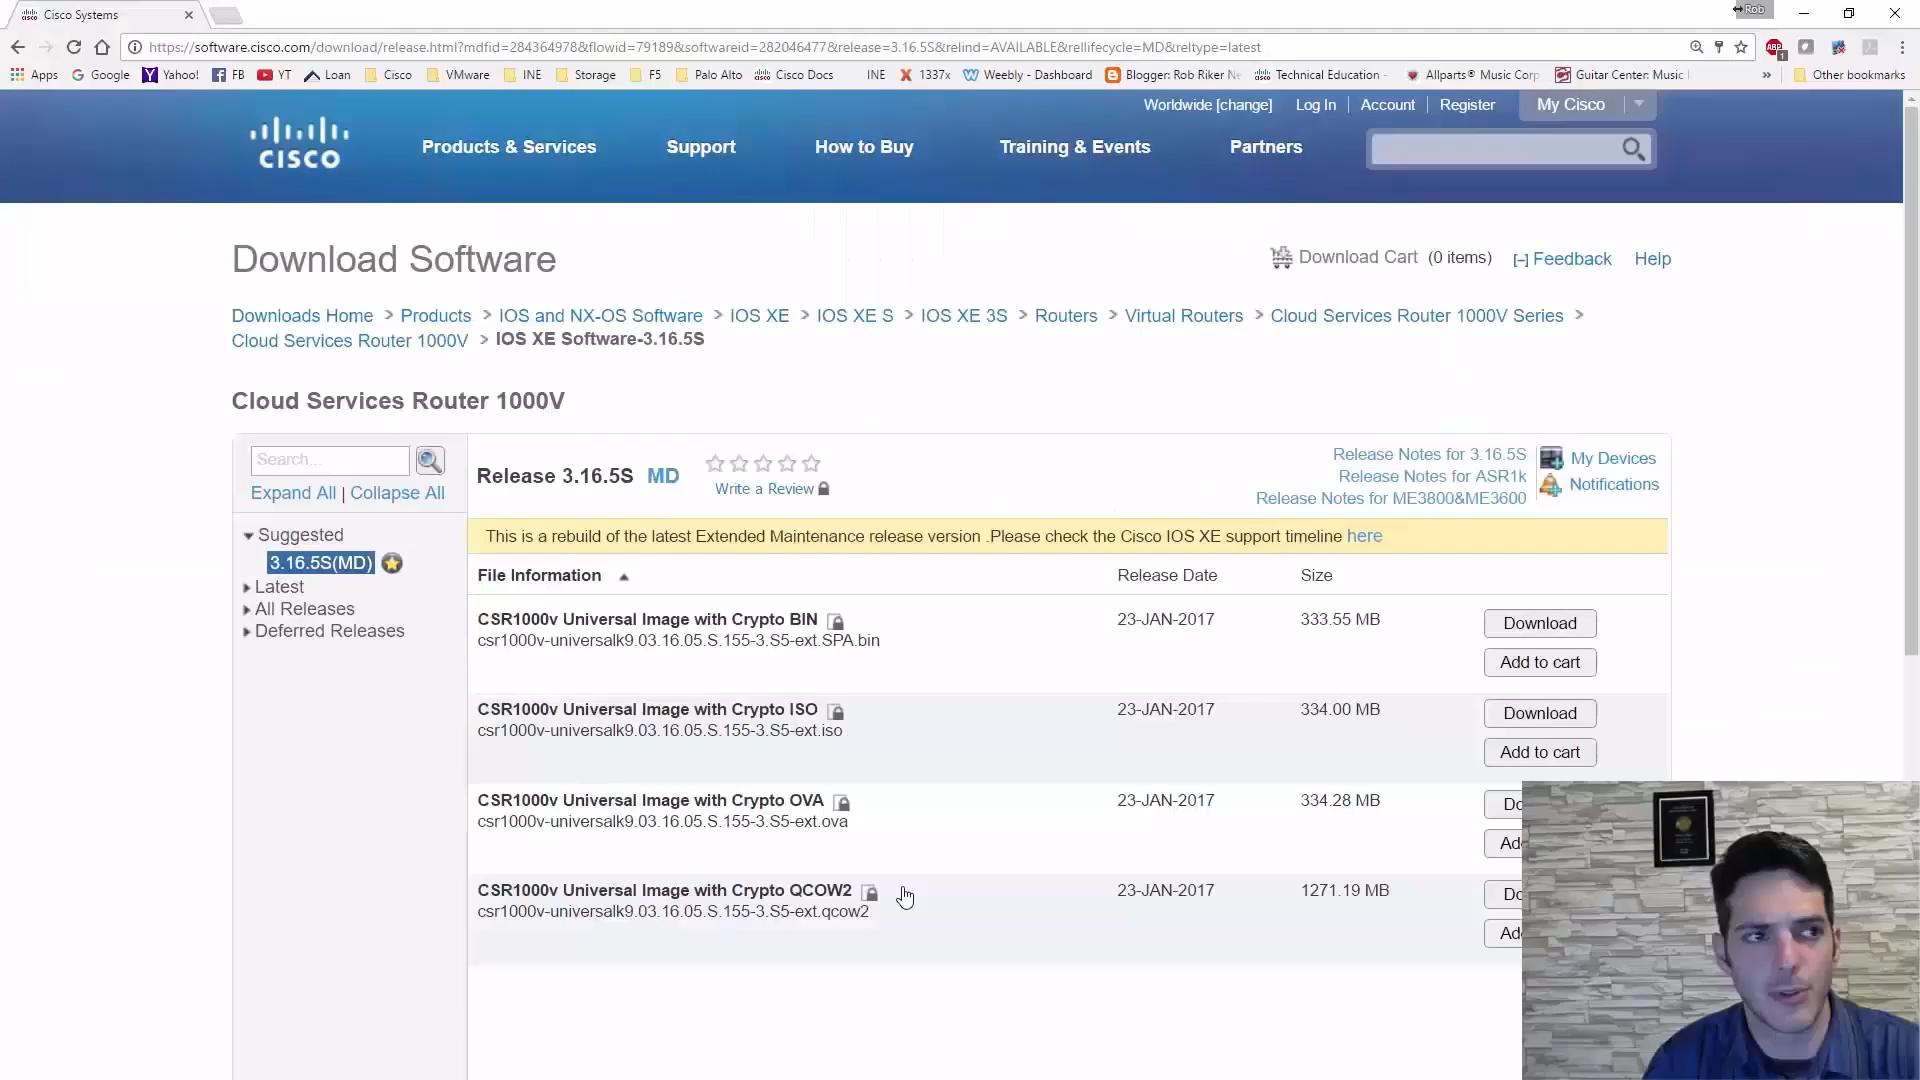 Cisco Systems
Rob
https://software.cisco.com/download/release.html?mdfid=284364978&flowid=79189&softwareid=282046477&release=3.16.5S&relind=AVAILABLE&rellifecycle=MD&reltype=latest
Apps Google Yahoo! FB YT Loan Cisco VMware INE Storage F5 Palo Alto Cisco Docs INE 1337x Weebly - Dashboard Blogger: Rob Riker Ne Technical Education - Allparts® Music Corp Guitar Center: Music » Other bookmarks
Worldwide [change] Log In Account Register My Cisco
CISCO
Products & Services Support How to Buy Training & Events Partners
Download Software
Download Cart (0 items) [–] Feedback Help
Downloads Home > Products > IOS and NX-OS Software > IOS XE > IOS XE S > IOS XE 3S > Routers > Virtual Routers > Cloud Services Router 1000V Series >
Cloud Services Router 1000V > IOS XE Software-3.16.5S
Cloud Services Router 1000V
Search...
Expand All | Collapse All
Suggested
3.16.5S(MD)
Latest
All Releases
Deferred Releases
Release 3.16.5S MD
Write a Review
Release Notes for 3.16.5S
Release Notes for ASR1k
Release Notes for ME3800&ME3600
My Devices
Notifications
This is a rebuild of the latest Extended Maintenance release version .Please check the Cisco IOS XE support timeline here
File Information Release Date Size
CSR1000v Universal Image with Crypto BIN 23-JAN-2017 333.55 MB Download
csr1000v-universalk9.03.16.05.S.155-3.S5-ext.SPA.bin
Add to cart
CSR1000v Universal Image with Crypto ISO 23-JAN-2017 334.00 MB Download
csr1000v-universalk9.03.16.05.S.155-3.S5-ext.iso
Add to cart
CSR1000v Universal Image with Crypto OVA 23-JAN-2017 334.28 MB Do
csr1000v-universalk9.03.16.05.S.155-3.S5-ext.ova
Ad
CSR1000v Universal Image with Crypto QCOW2 23-JAN-2017 1271.19 MB Do
csr1000v-universalk9.03.16.05.S.155-3.S5-ext.qcow2
Ad